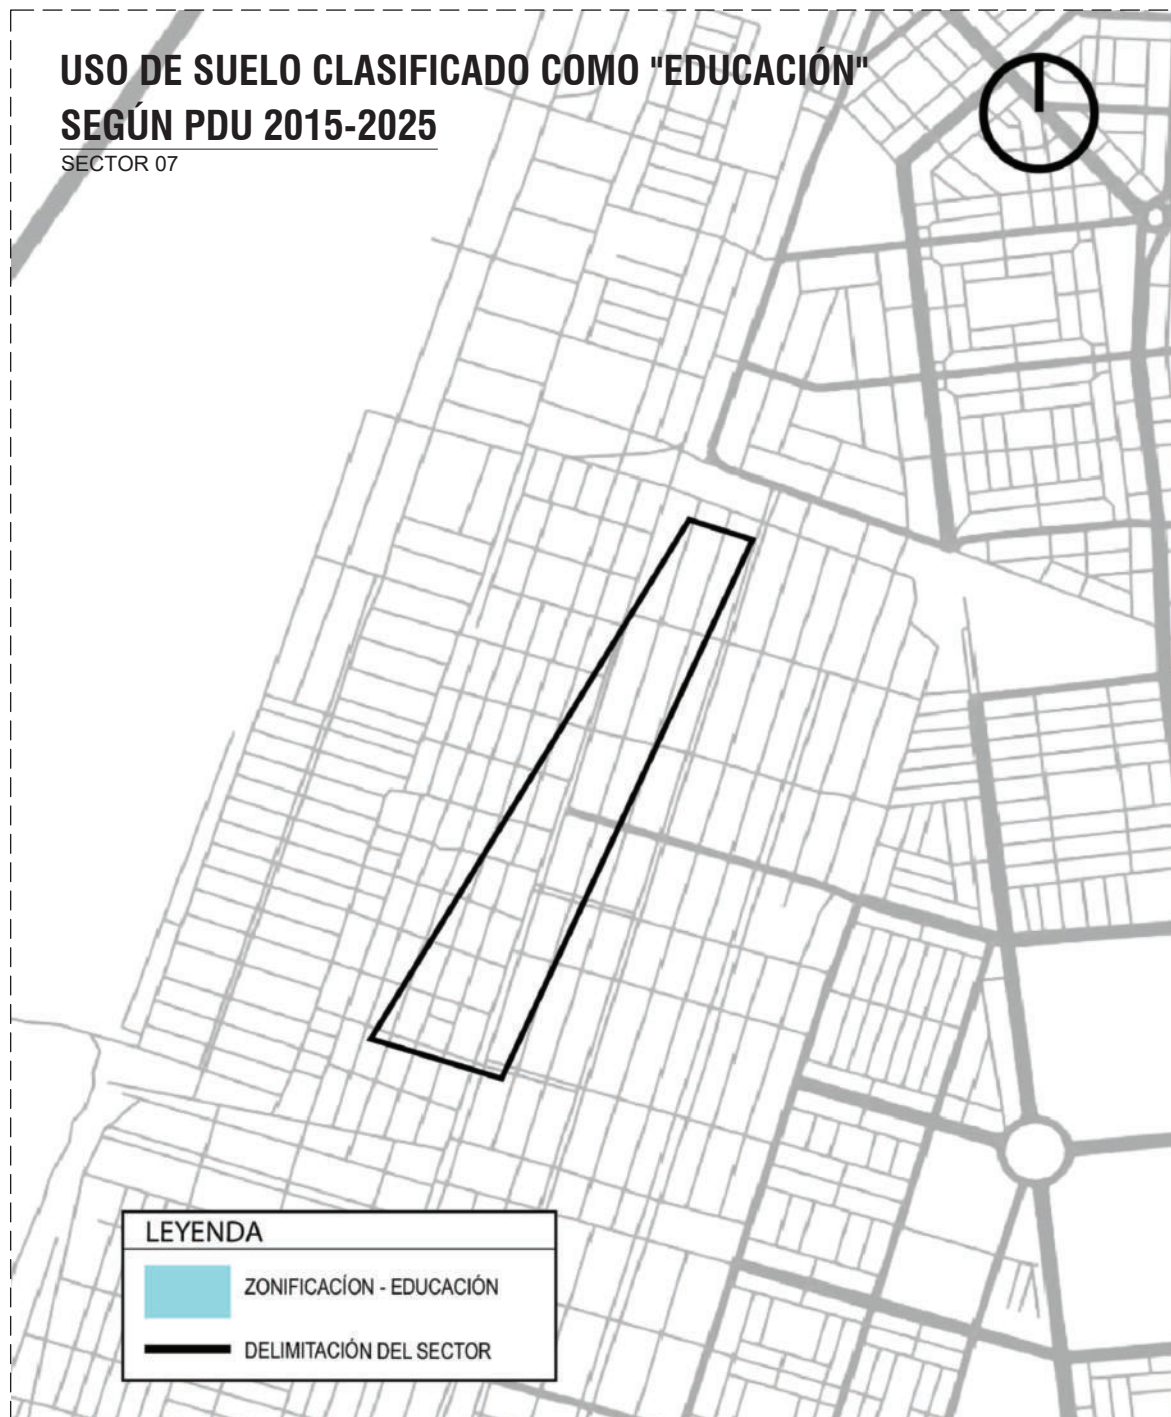 USO DE SUELO CLASIFICADO COMO "EDUCACIÓN"
SEGÚN PDU 2015-2025
SECTOR 07
LEYENDA
ZONIFICACÍON - EDUCACIÓN
DELIMITACIÓN DEL SECTOR